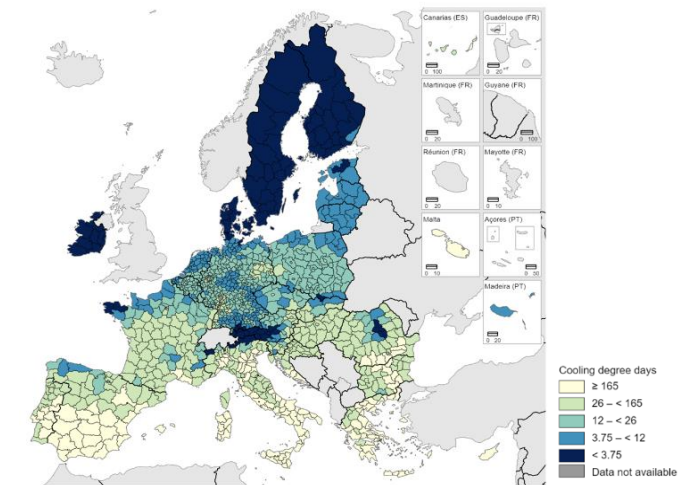 Canarias (ES)
0 100
Guadeloupe (FR)
0 20
Martinique (FR)
0 20
Guyane (FR)
0 100
Réunion (FR)
0 20
Mayotte (FR)
0 10
Malta
0 10
Açores (PT)
0 50
Madeira (PT)
0 20
Cooling degree days
≥ 165
26 – < 165
12 – < 26
3.75 – < 12
< 3.75
Data not available